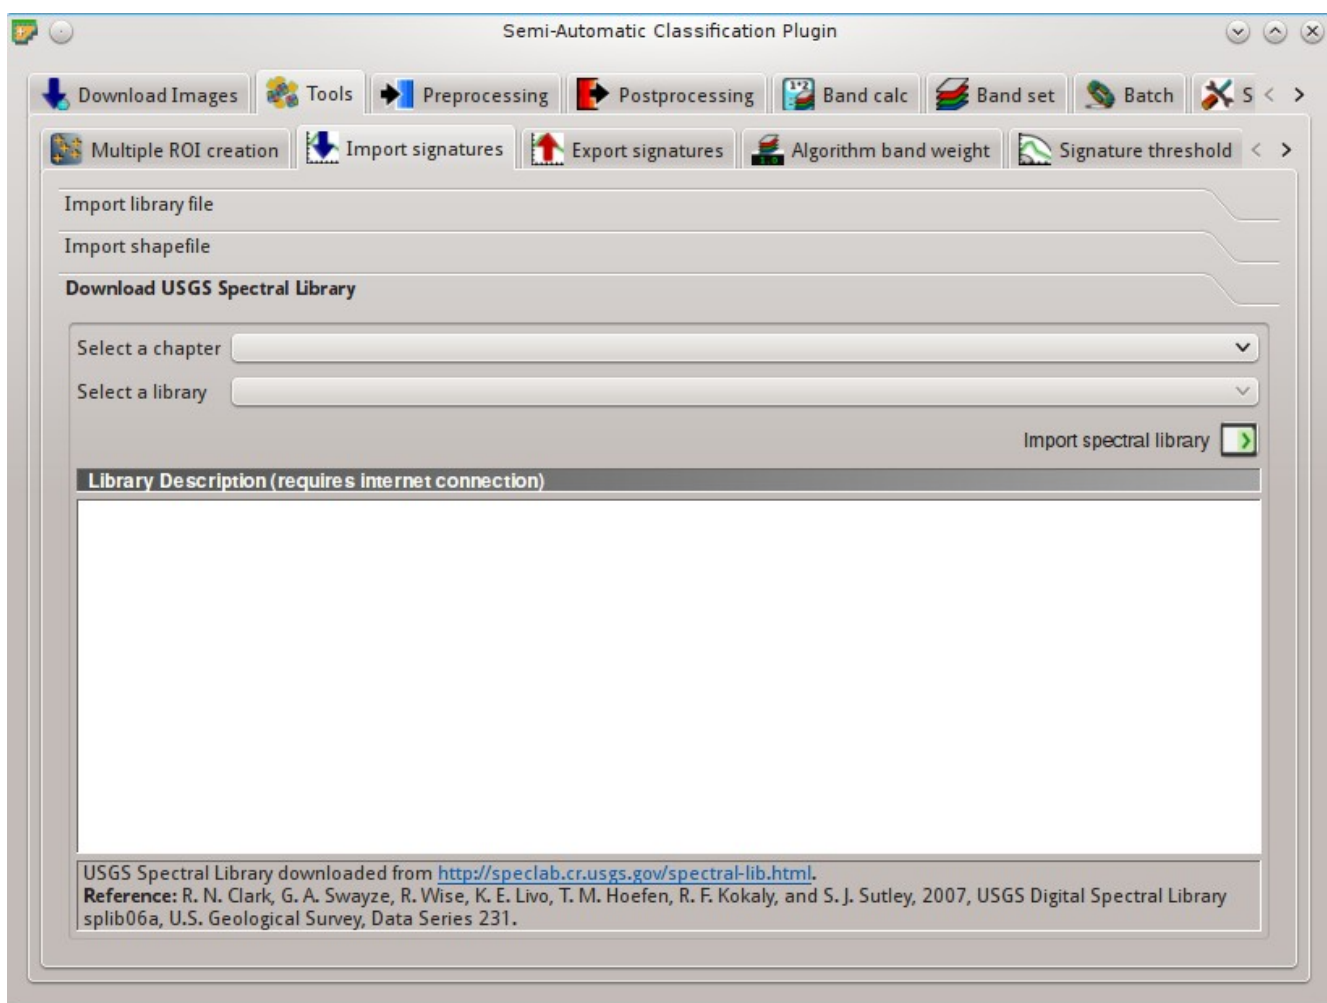 Semi-Automatic Classification Plugin
Download Images Tools Preprocessing Postprocessing 1+2 Band calc Band set Batch S
Multiple ROI creation Import signatures Export signatures 1.0 Algorithm band weight Signature threshold
Import library file
Import shapefile
Download USGS Spectral Library
Select a chapter
Select a library
Import spectral library
Library Description (requires internet connection)
USGS Spectral Library downloaded from http://speclab.cr.usgs.gov/spectral-lib.html.
Reference: R. N. Clark, G. A. Swayze, R. Wise, K. E. Livo, T. M. Hoefen, R. F. Kokaly, and S. J. Sutley, 2007, USGS Digital Spectral Library
splib06a, U.S. Geological Survey, Data Series 231.